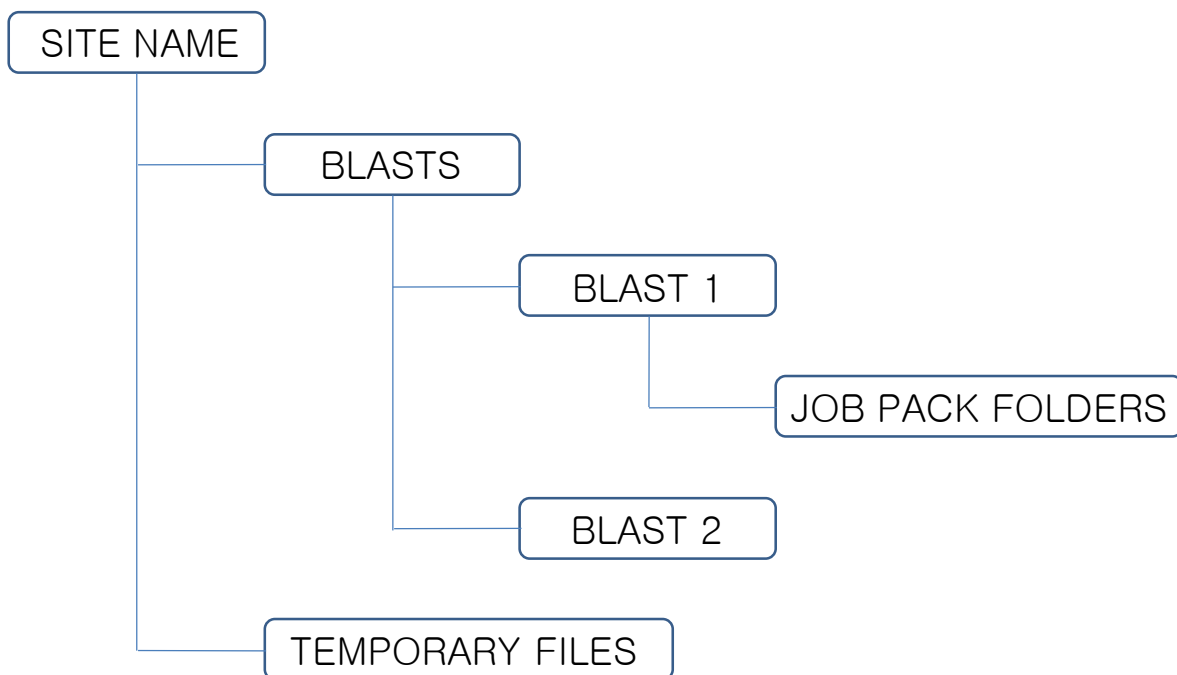 SITE NAME
BLASTS
BLAST 1
JOB PACK FOLDERS
BLAST 2
TEMPORARY FILES